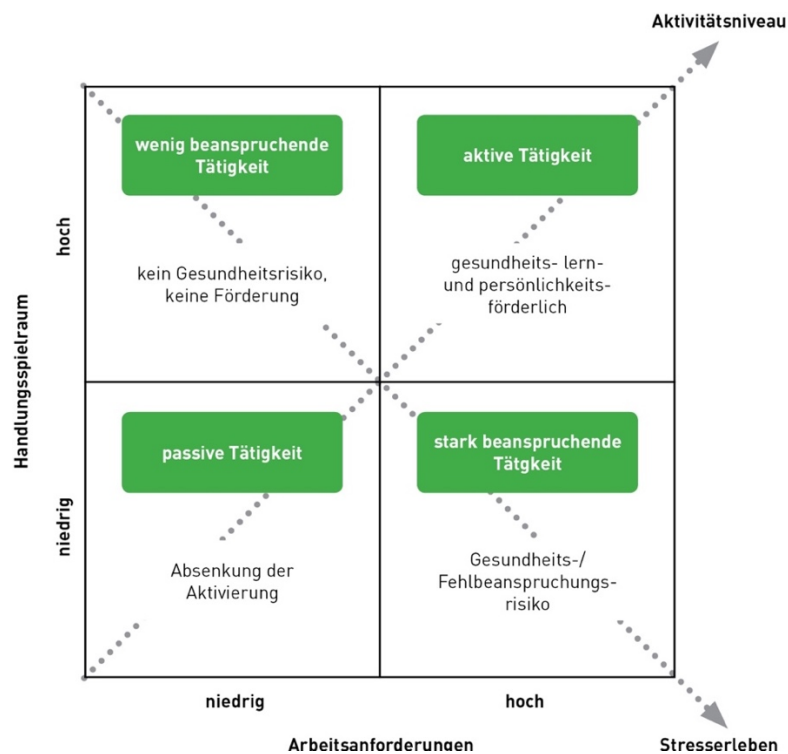 Aktivitätsniveau
wenig beanspruchende
Tätigkeit
aktive Tätigkeit
kein Gesundheitsrisiko,
keine Förderung
gesundheits- lern-
und persönlichkeits-
förderlich
hoch
Handlungsspielraum
niedrig
passive Tätigkeit
stark beanspruchende
Tätgkeit
Absenkung der
Aktivierung
Gesundheits-/
Fehlbeanspruchungs-
risiko
niedrig
hoch
Arbeitsanforderungen
Stresserleben